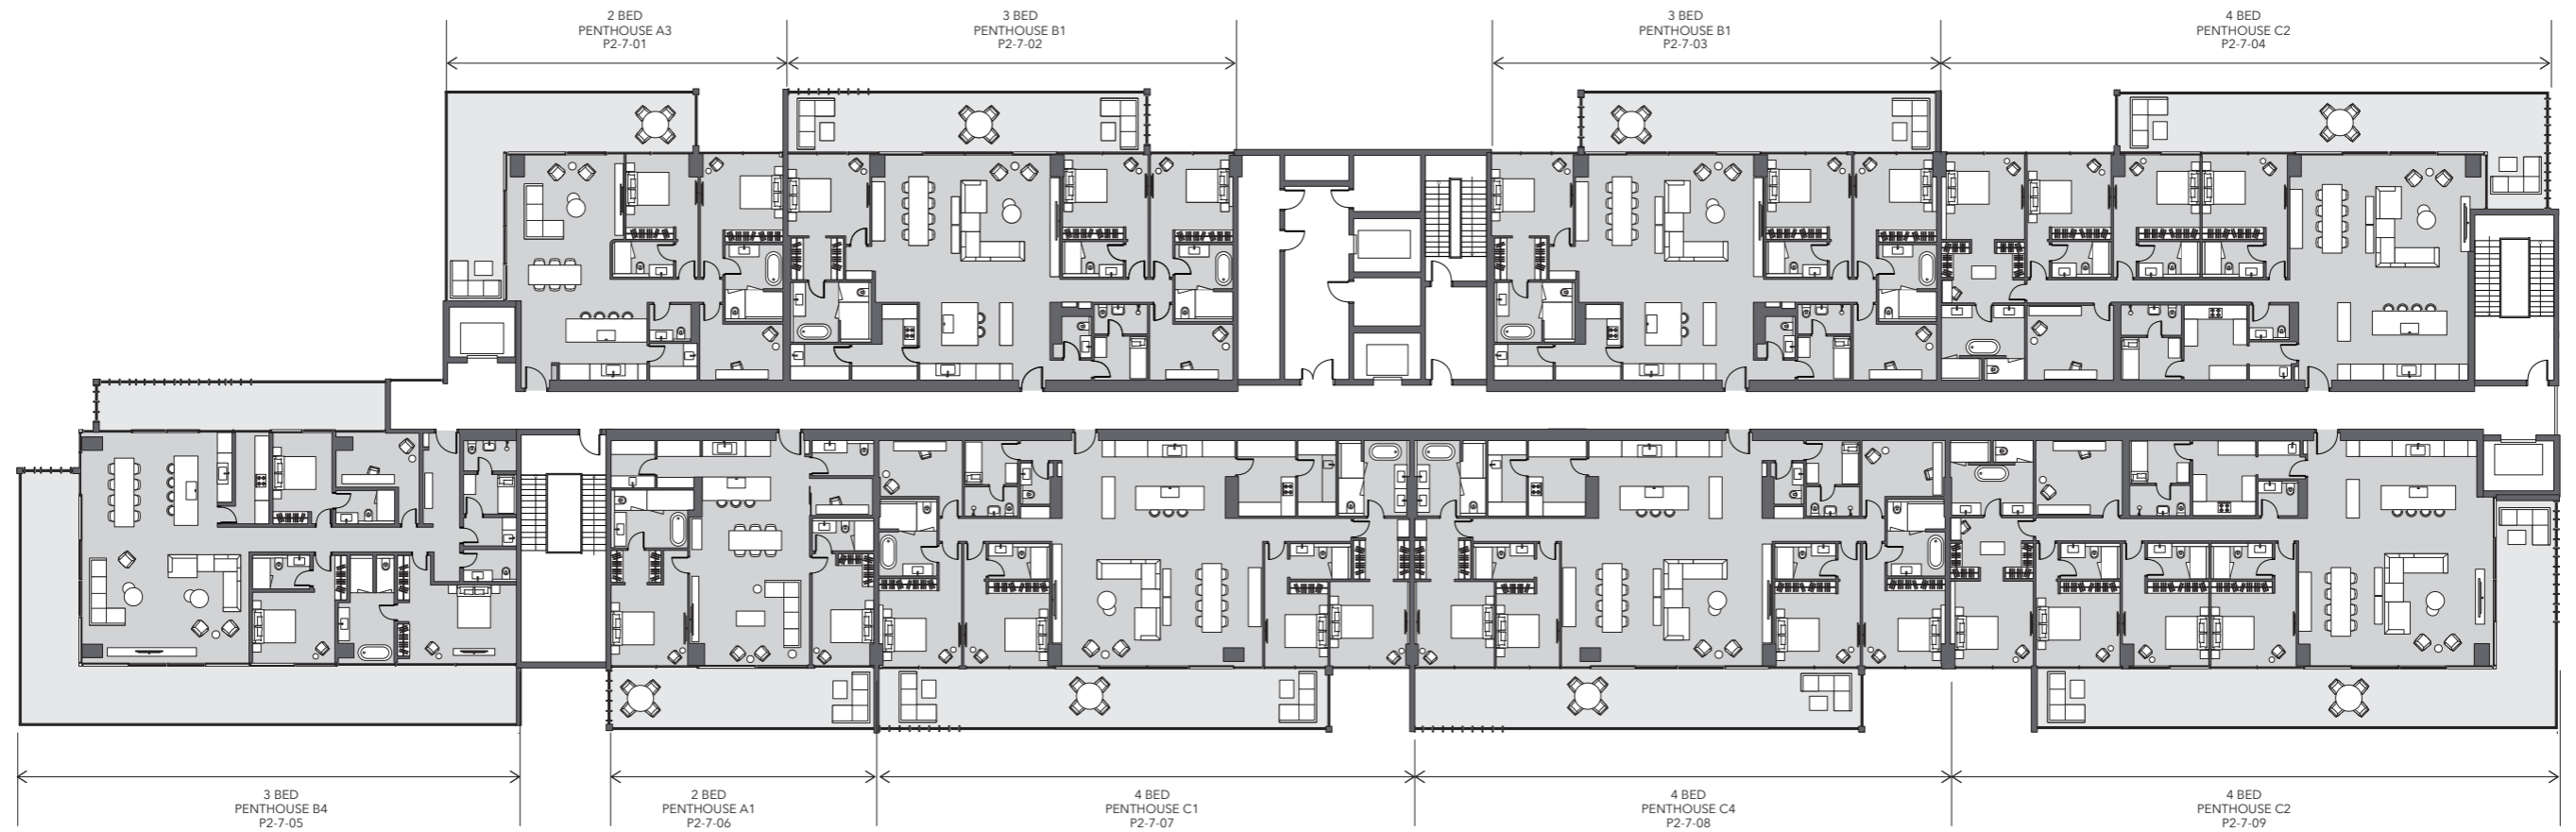 2 BED
PENTHOUSE A3
P2-7-01
3 BED
PENTHOUSE B1
P2-7-02
3 BED
PENTHOUSE B1
P2-7-03
4 BED
PENTHOUSE C2
P2-7-04
3 BED
PENTHOUSE B4
P2-7-05
2 BED
PENTHOUSE A1
P2-7-06
4 BED
PENTHOUSE C1
P2-7-07
4 BED
PENTHOUSE C4
P2-7-08
4 BED
PENTHOUSE C2
P2-7-09